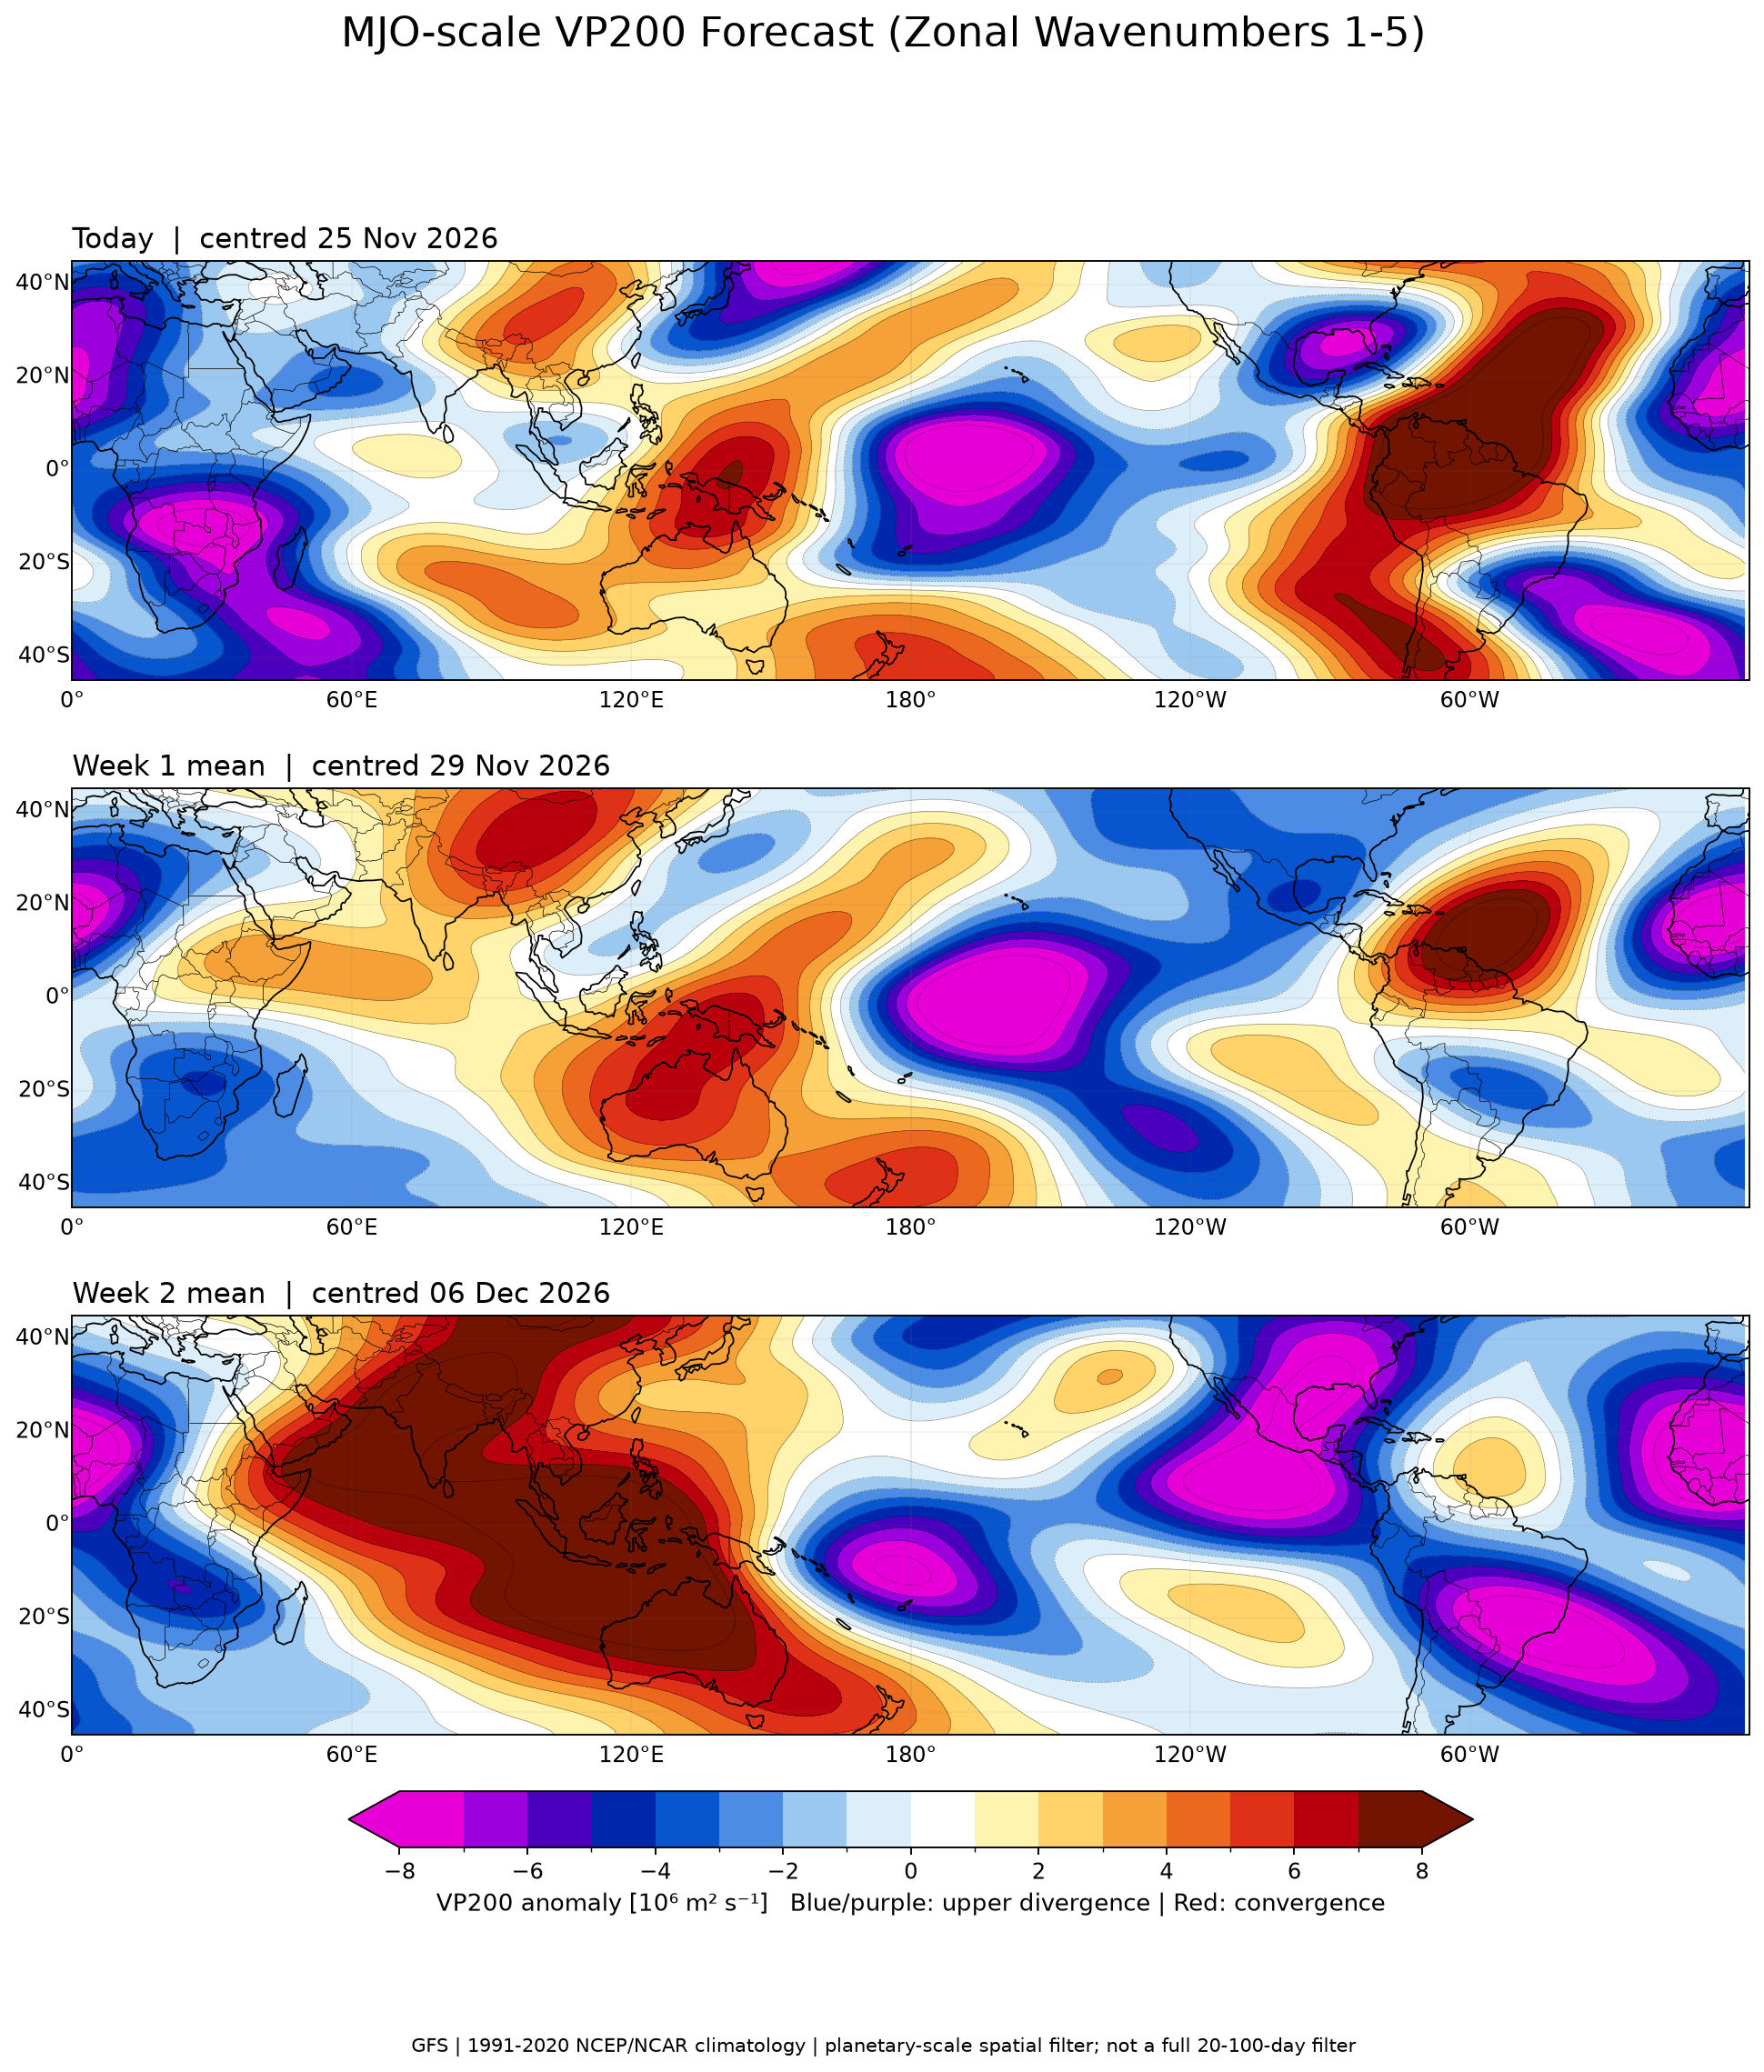 MJO-scale VP200 Forecast (Zonal Wavenumbers 1-5)
Today | centred 25 Nov 2026
40°N
20°N
0°
20°S
40°S
0° 60°E 120°E 180° 120°W 60°W
Week 1 mean | centred 29 Nov 2026
40°N
20°N
0°
20°S
40°S
0° 60°E 120°E 180° 120°W 60°W
Week 2 mean | centred 06 Dec 2026
40°N
20°N
0°
20°S
40°S
0° 60°E 120°E 180° 120°W 60°W
−8 −6 −4 −2 0 2 4 6 8
VP200 anomaly [10⁶ m² s⁻¹] Blue/purple: upper divergence | Red: convergence
GFS | 1991-2020 NCEP/NCAR climatology | planetary-scale spatial filter; not a full 20-100-day filter